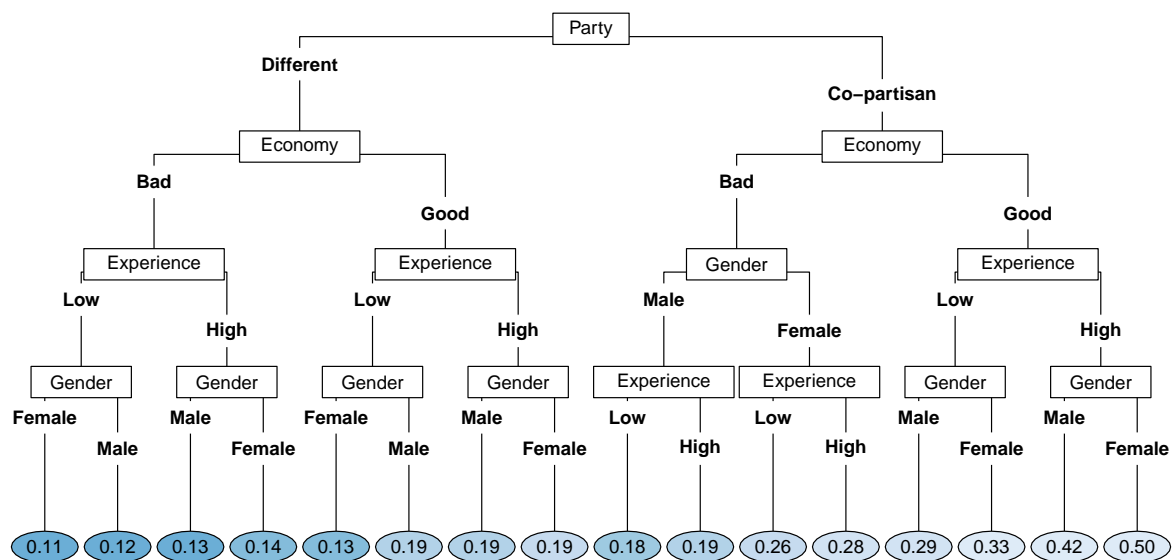 Party
Different
Co−partisan
Economy Economy
Bad Bad
Good Good
Experience Experience Gender Experience
Low Low Male Low
High High Female High
Gender Gender Gender Gender Experience Experience Gender Gender
Female Male Female Male Low Low Male Male
Male Female Male Female High High Female Female
0.11 0.12 0.13 0.14 0.13 0.19 0.19 0.19 0.18 0.19 0.26 0.28 0.29 0.33 0.42 0.50